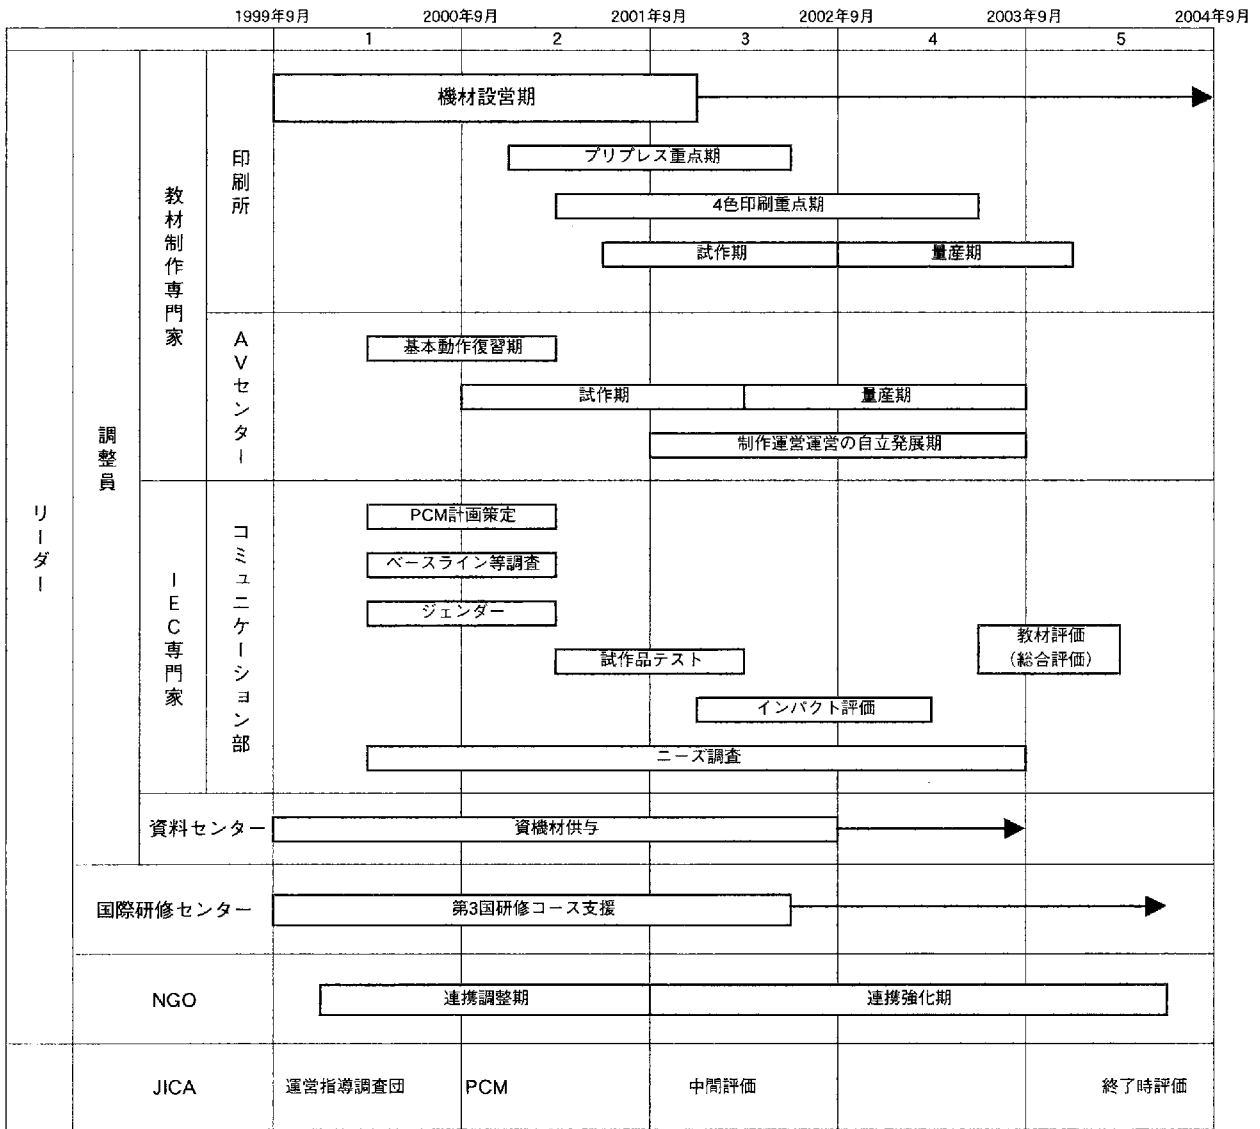 1999年9月 2000年9月 2001年9月 2002年9月 2003年9月 2004年9月
1 2 3 4 5
リーダー
調整員
教材制作専門家
印刷所
機材設営期
プリプレス重点期
4色印刷重点期
試作期 量産期
AVセンター
基本動作復習期
試作期 量産期
制作運営運営の自立発展期
IEC専門家
コミュニケーション部
PCM計画策定
ベースライン等調査
ジェンダー
試作品テスト
教材評価
(総合評価)
インパクト評価
ニーズ調査
資料センター 資機材供与
国際研修センター 第3国研修コース支援
NGO 連携調整期 連携強化期
JICA 運営指導調査団 PCM 中間評価 終了時評価